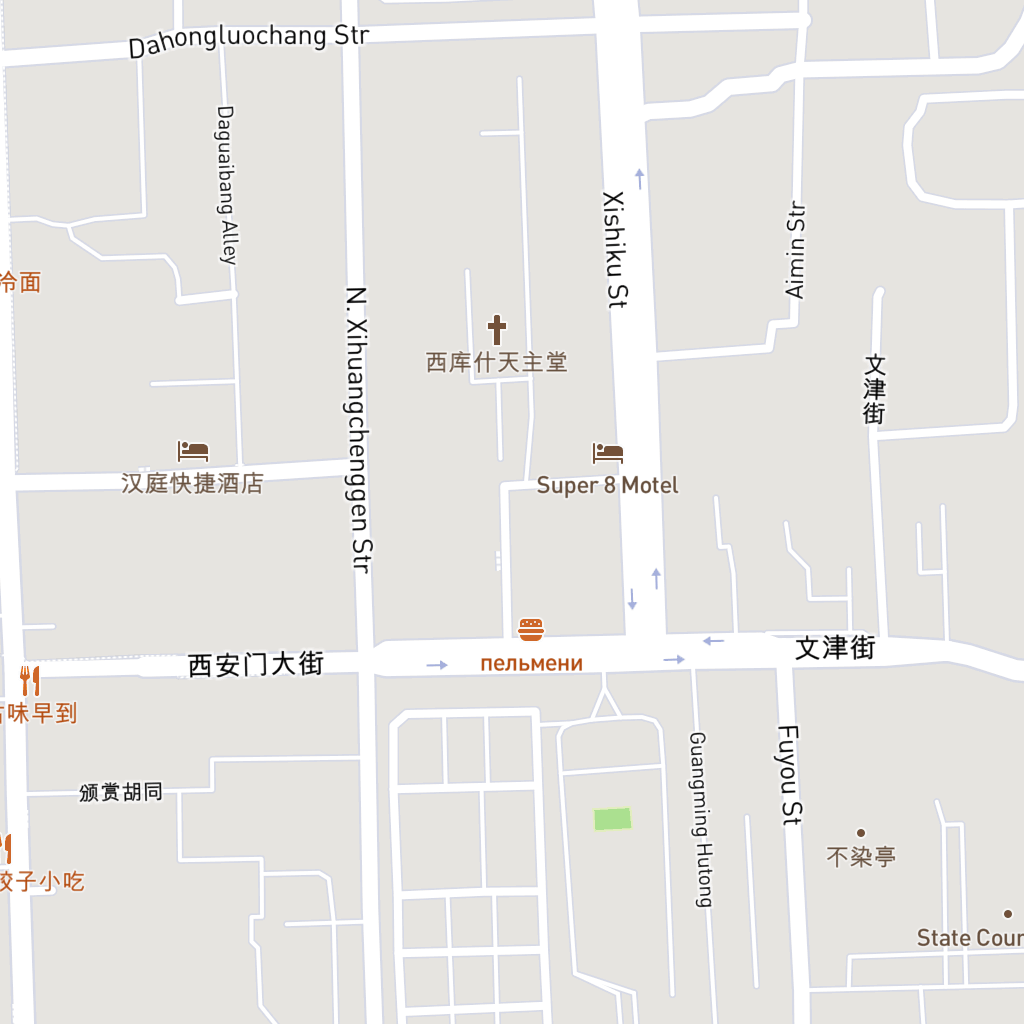 Dahongluochang Str
Daguaibang Alley
Xishiku St
Aimin Str
冷面
N. Xihuangchenggen Str
西库什天主堂
文津街
汉庭快捷酒店
Super 8 Motel
西安门大街
пельмени
文津街
味早到
Guangming Hutong
Fuyou St
颁赏胡同
不染亭
饺子小吃
State Cour